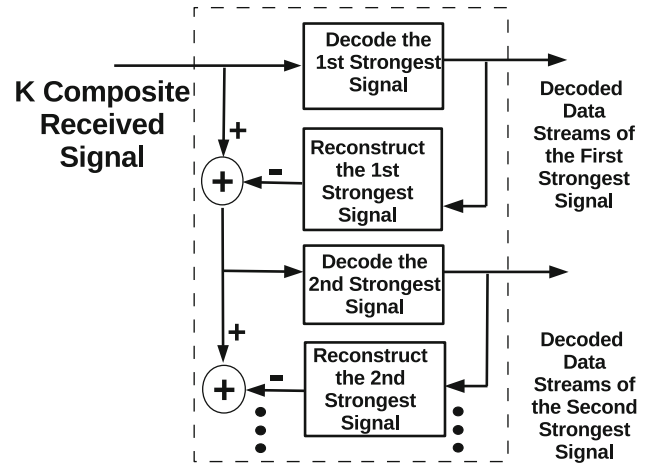 Decode the
1st Strongest
Signal
K Composite
Received
Signal
+
Decoded
Data
Streams of
the First
Strongest
Signal
Reconstruct
the 1st
Strongest
Signal
-
+
Decode the
2nd Strongest
Signal
+
Reconstruct
the 2nd
Strongest
Signal
-
+
Decoded
Data
Streams of
the Second
Strongest
Signal